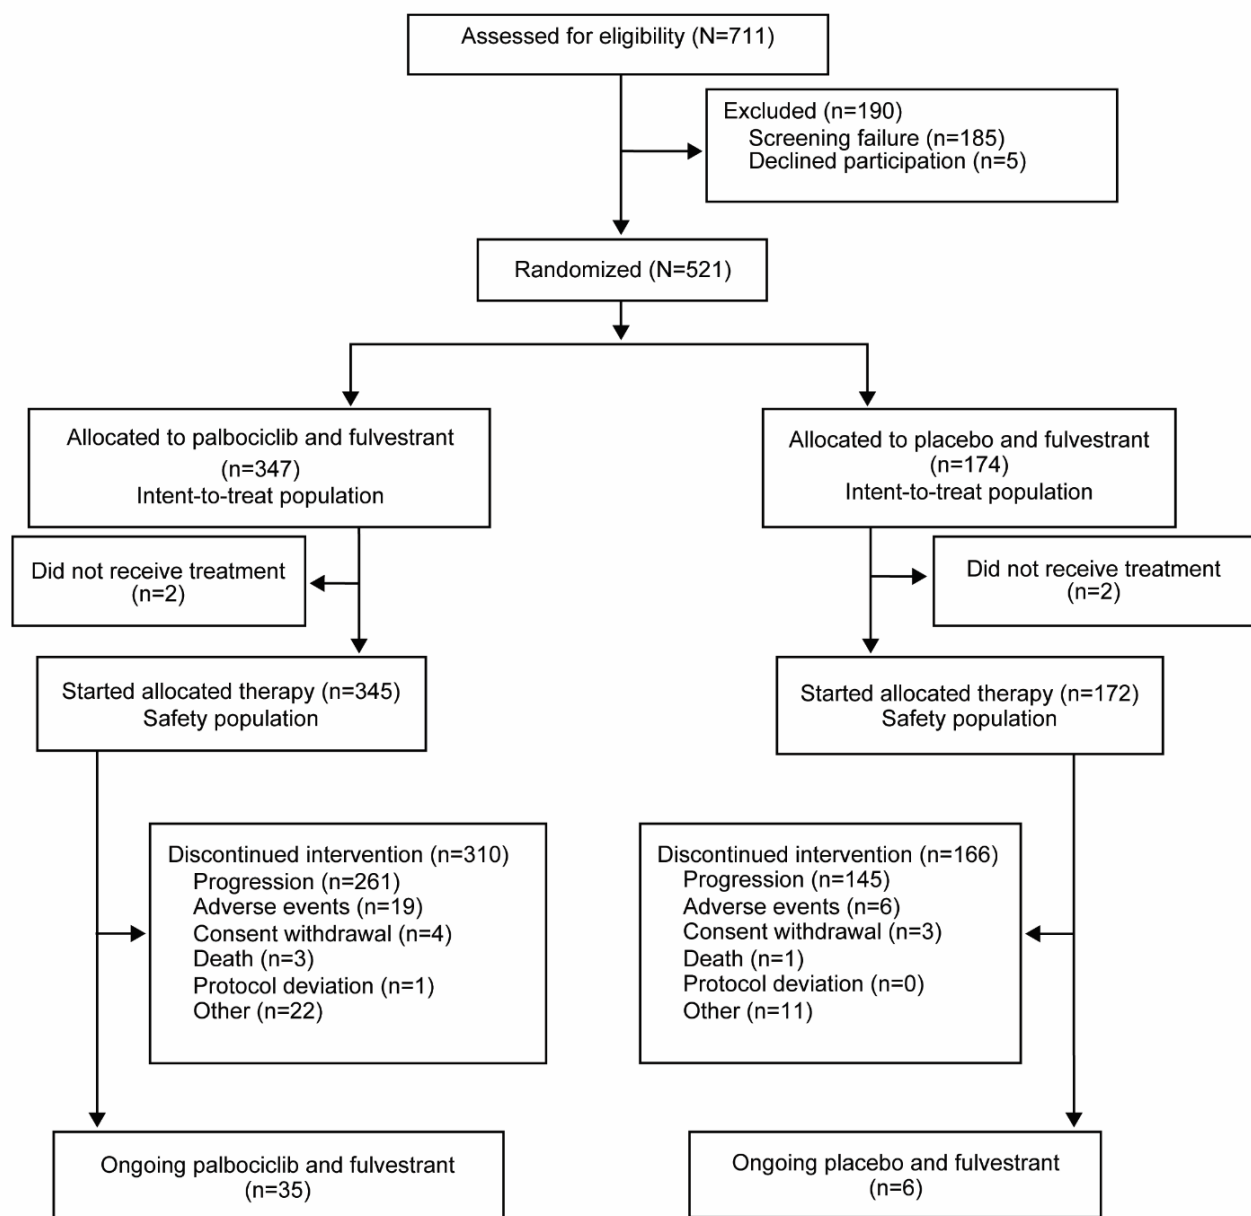 Assessed for eligibility (N=711)
Excluded (n=190)
Screening failure (n=185)
Declined participation (n=5)
Randomized (N=521)
Allocated to palbociclib and fulvestrant
(n=347)
Intent-to-treat population
Allocated to placebo and fulvestrant
(n=174)
Intent-to-treat population
Did not receive treatment
(n=2)
Did not receive treatment
(n=2)
Started allocated therapy (n=345)
Safety population
Started allocated therapy (n=172)
Safety population
Discontinued intervention (n=310)
Progression (n=261)
Adverse events (n=19)
Consent withdrawal (n=4)
Death (n=3)
Protocol deviation (n=1)
Other (n=22)
Discontinued intervention (n=166)
Progression (n=145)
Adverse events (n=6)
Consent withdrawal (n=3)
Death (n=1)
Protocol deviation (n=0)
Other (n=11)
Ongoing palbociclib and fulvestrant
(n=35)
Ongoing placebo and fulvestrant
(n=6)